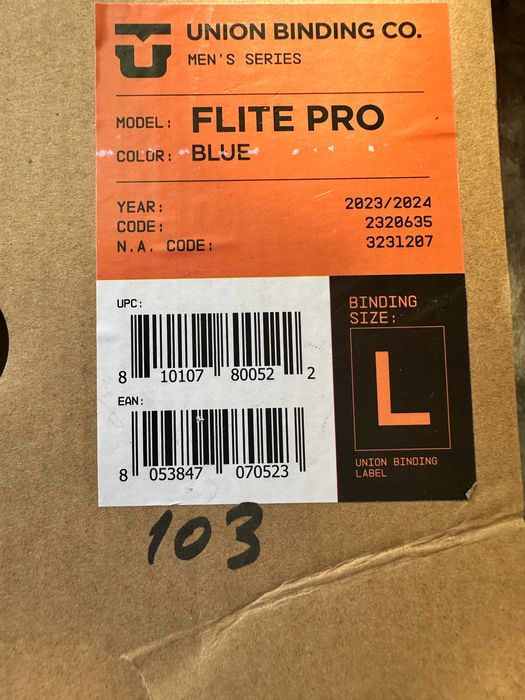 UNION BINDING CO.
MEN'S SERIES
MODEL: FLITE PRO
COLOR: BLUE
YEAR: 2023/2024
CODE: 2320635
N.A. CODE: 3231207
UPC:
8 10107 80052 2
EAN:
8 053847 070523
BINDING
SIZE:
L
UNION BINDING
LABEL
103